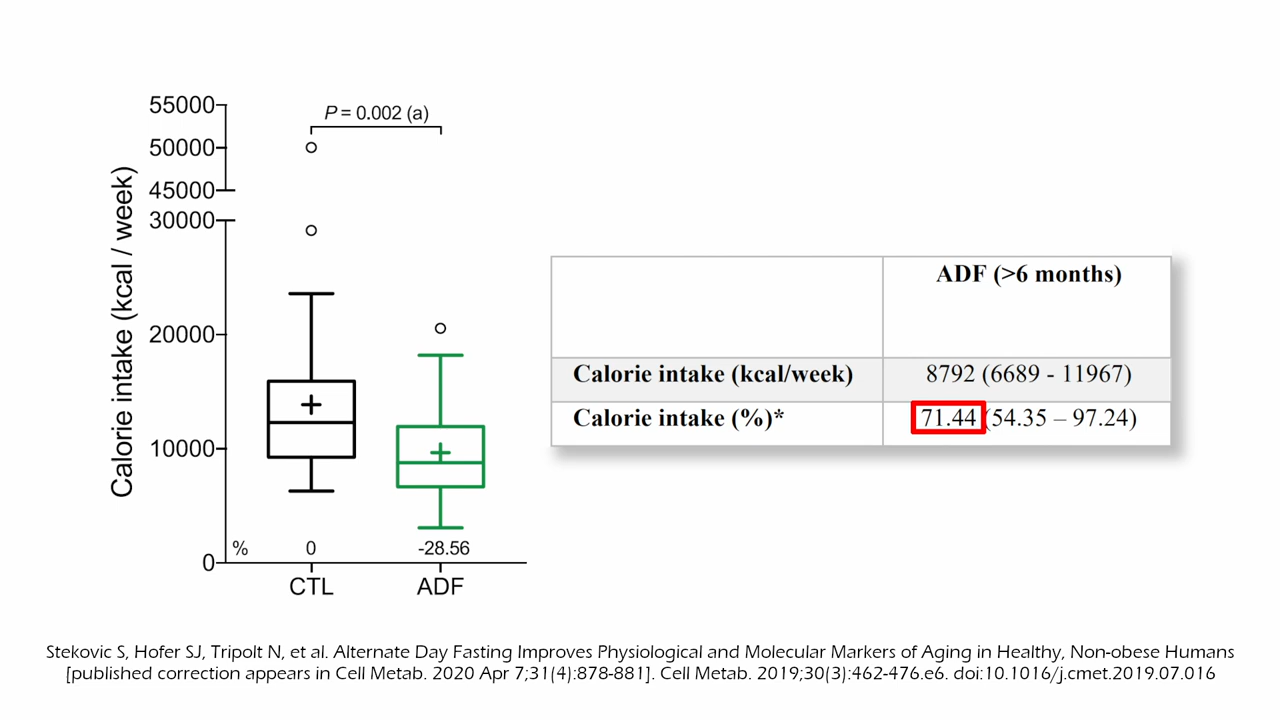 55000
50000
45000
30000
20000
10000
0
Calorie intake (kcal / week)
P = 0.002 (a)
% 0 -28.56
CTL ADF
ADF (>6 months)
Calorie intake (kcal/week) 8792 (6689 - 11967)
Calorie intake (%)* 71.44 (54.35 – 97.24)
Stekovic S, Hofer SJ, Tripolt N, et al. Alternate Day Fasting Improves Physiological and Molecular Markers of Aging in Healthy, Non-obese Humans
[published correction appears in Cell Metab. 2020 Apr 7;31(4):878-881]. Cell Metab. 2019;30(3):462-476.e6. doi:10.1016/j.cmet.2019.07.016